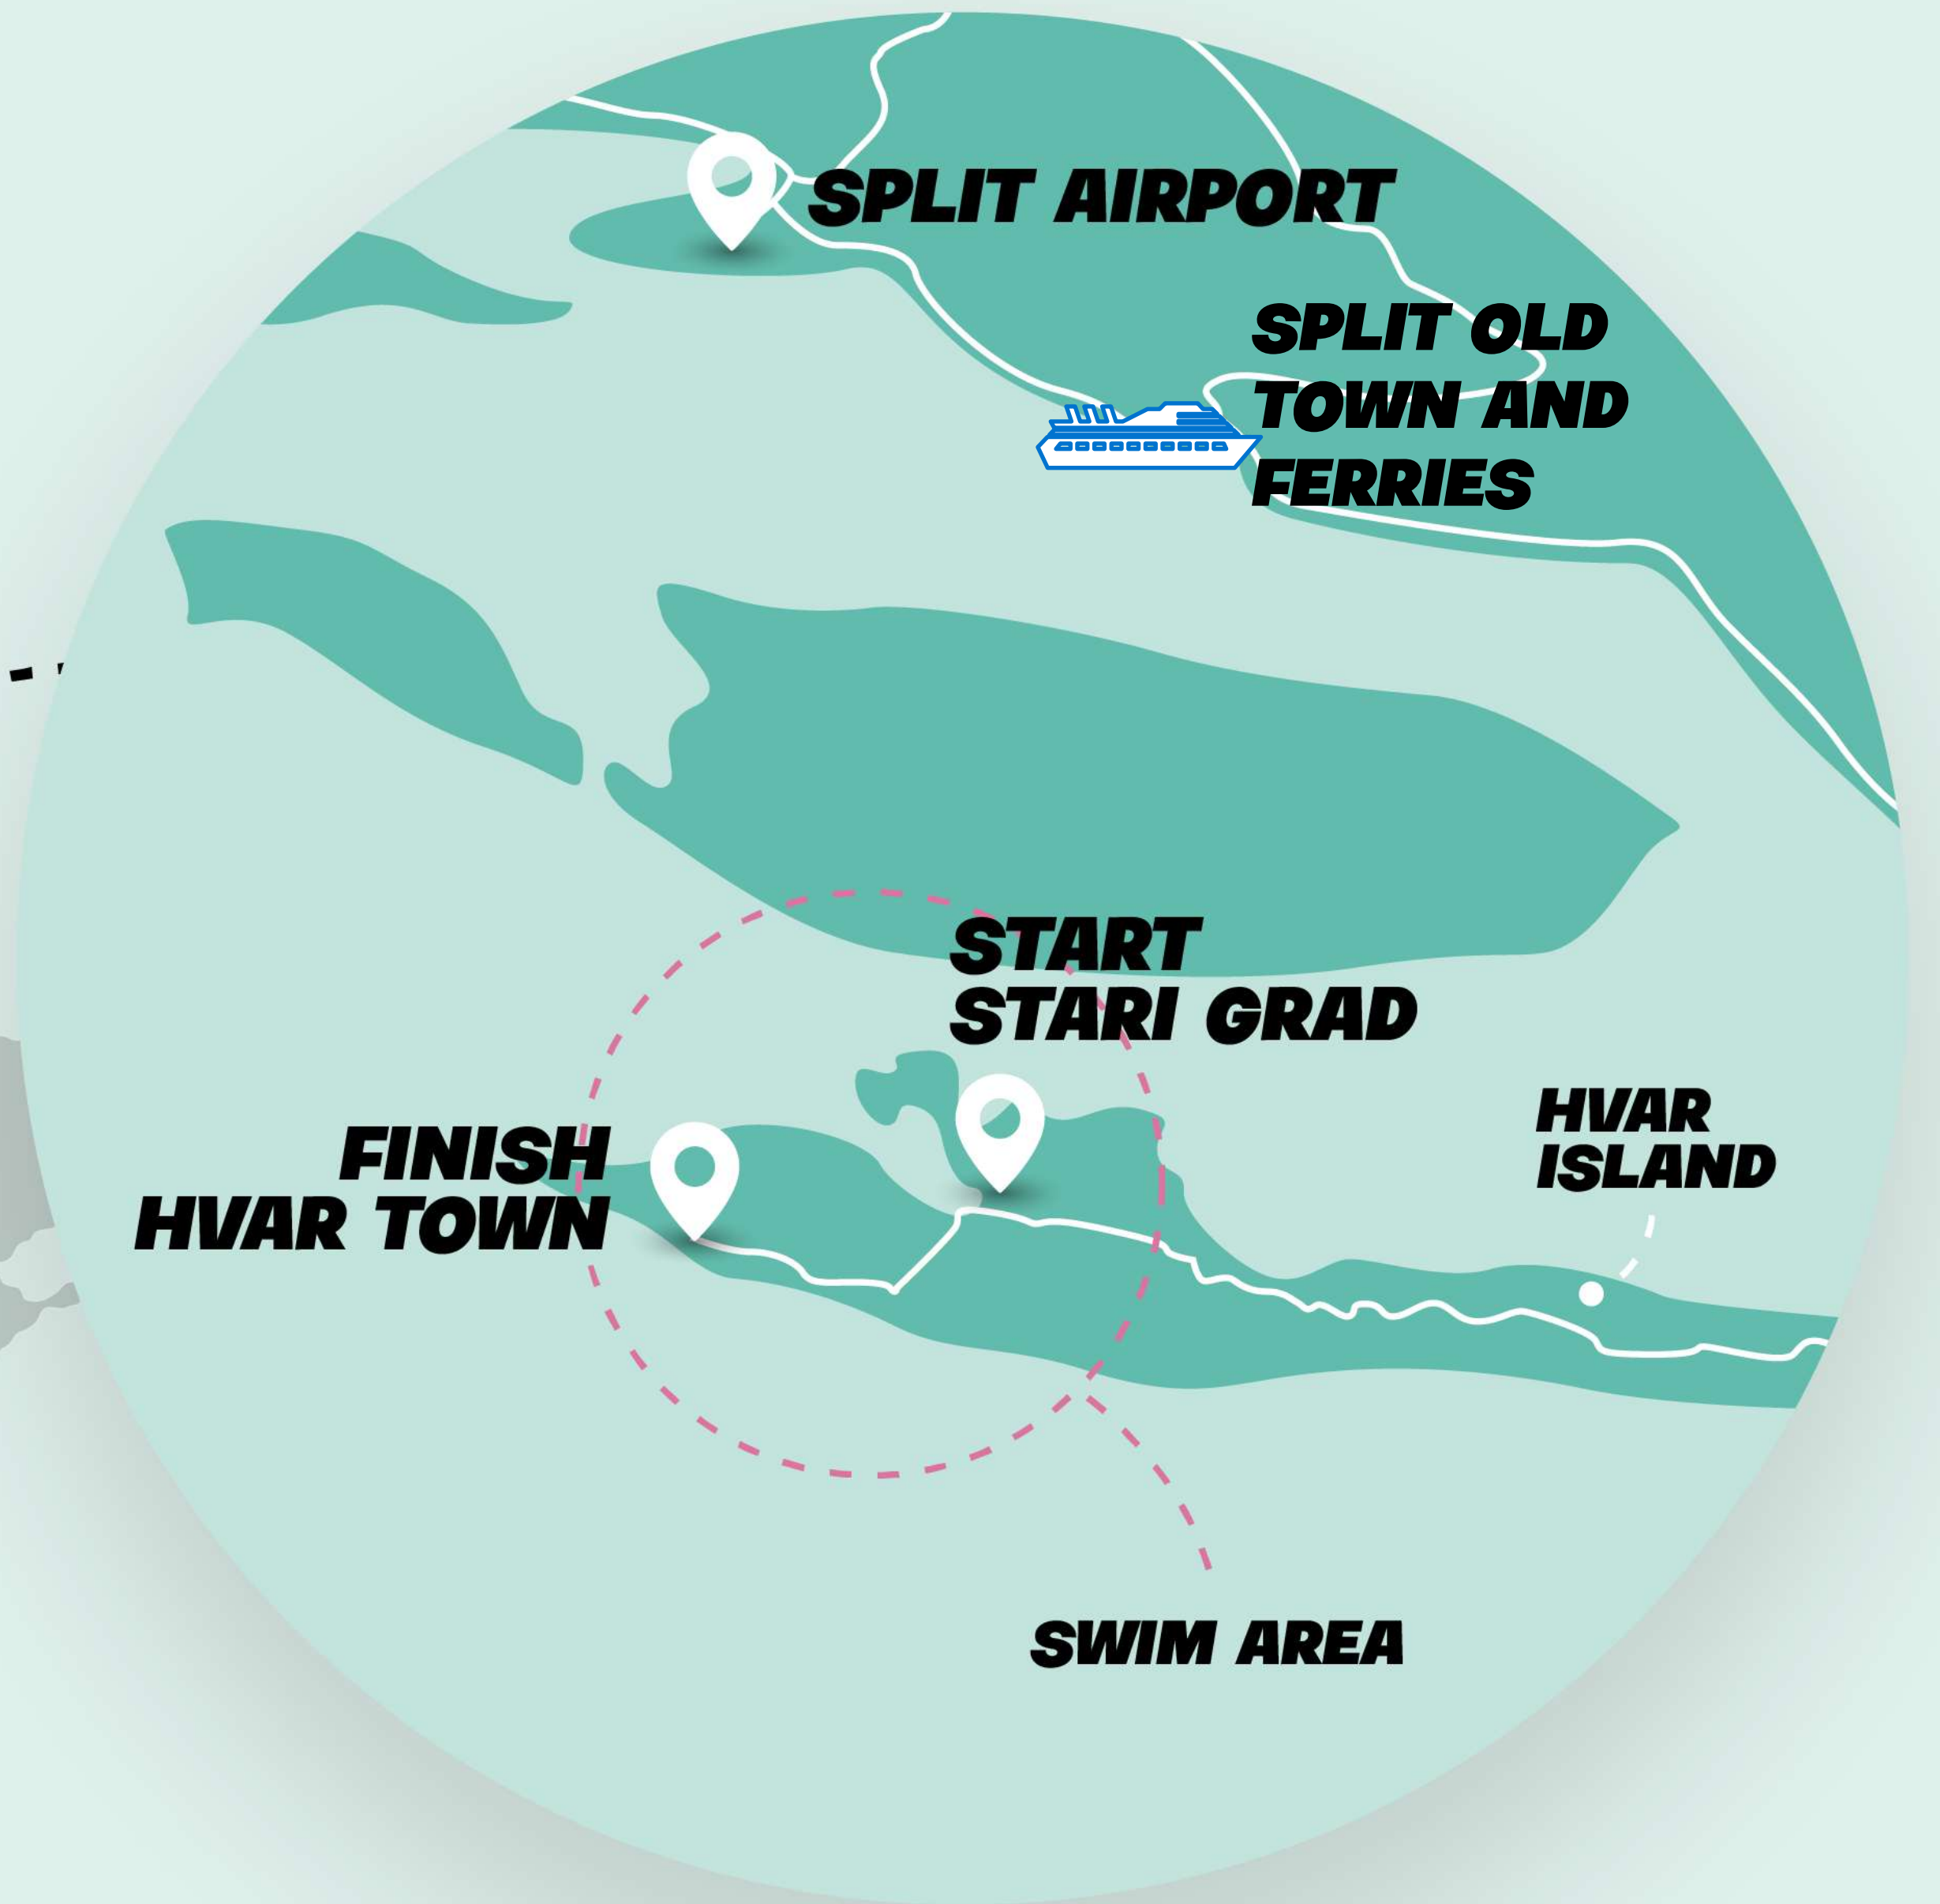 SPLIT AIRPORT
SPLIT OLD
TOWN AND
FERRIES
START
STARI GRAD
HVAR
ISLAND
FINISH
HVAR TOWN
SWIM AREA